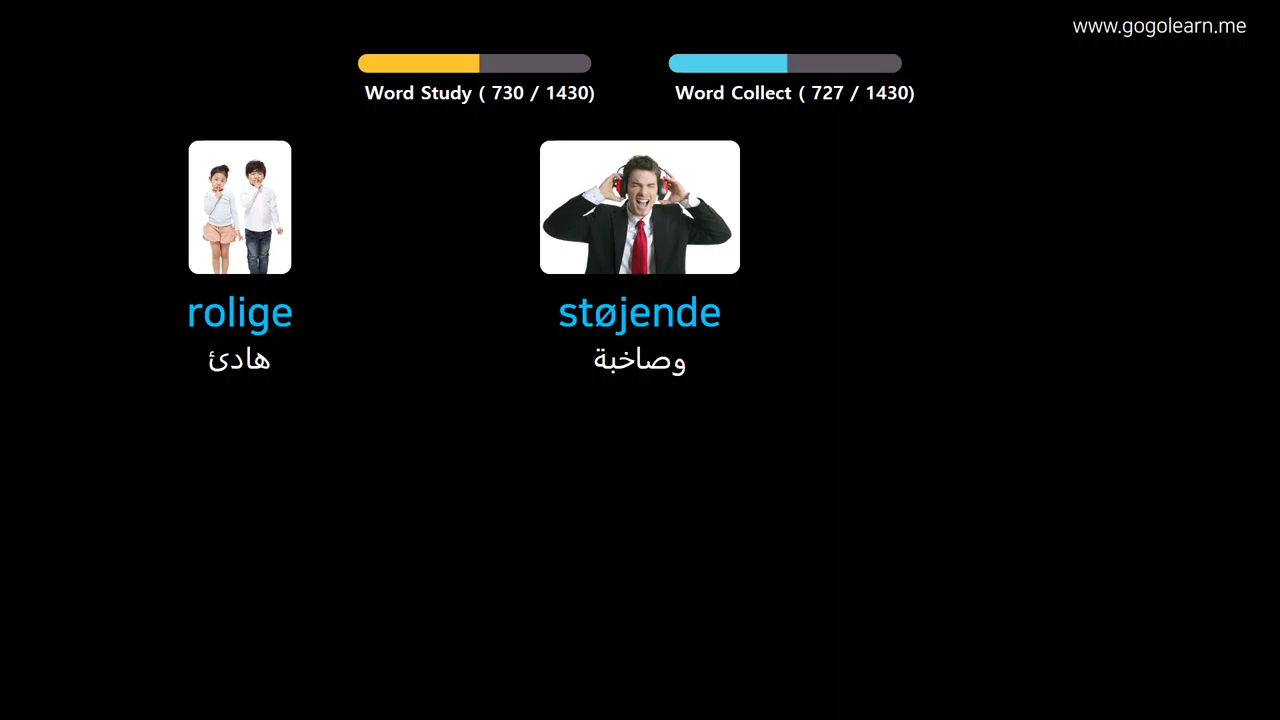 www.gogolearn.me
Word Study ( 730 / 1430)
Word Collect ( 727 / 1430)
rolige
هادئ
støjende
وصاخبة